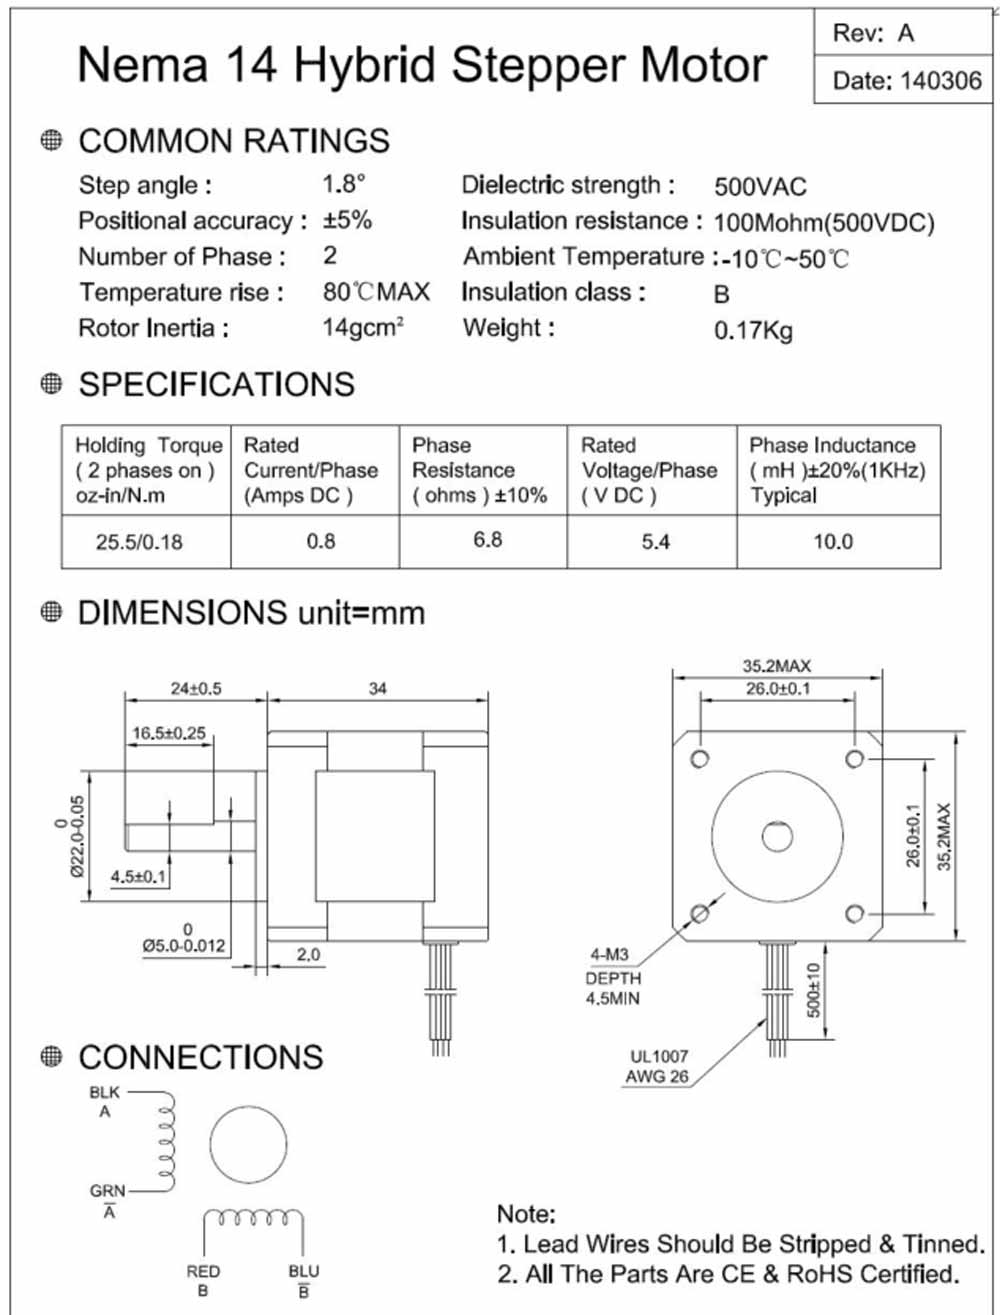 Rev: A
Date: 140306
Nema 14 Hybrid Stepper Motor
COMMON RATINGS
Step angle : 1.8°
Positional accuracy : ±5%
Number of Phase : 2
Temperature rise : 80℃MAX
Rotor Inertia : 14gcm²
Dielectric strength : 500VAC
Insulation resistance : 100Mohm(500VDC)
Ambient Temperature :-10℃~50℃
Insulation class : B
Weight : 0.17Kg
SPECIFICATIONS
Holding Torque
( 2 phases on )
oz-in/N.m
Rated
Current/Phase
(Amps DC )
Phase
Resistance
( ohms ) ±10%
Rated
Voltage/Phase
( V DC )
Phase Inductance
( mH )±20%(1KHz)
Typical
25.5/0.18
0.8
6.8
5.4
10.0
DIMENSIONS unit=mm
24±0.5
34
16.5±0.25
0
Ø22.0-0.05
4.5±0.1
0
Ø5.0-0.012
2.0
35.2MAX
26.0±0.1
26.0±0.1
35.2MAX
4-M3
DEPTH
4.5MIN
500±10
UL1007
AWG 26
CONNECTIONS
BLK
A
GRN
A̅
RED
B
BLU
B̅
Note:
1. Lead Wires Should Be Stripped & Tinned.
2. All The Parts Are CE & RoHS Certified.